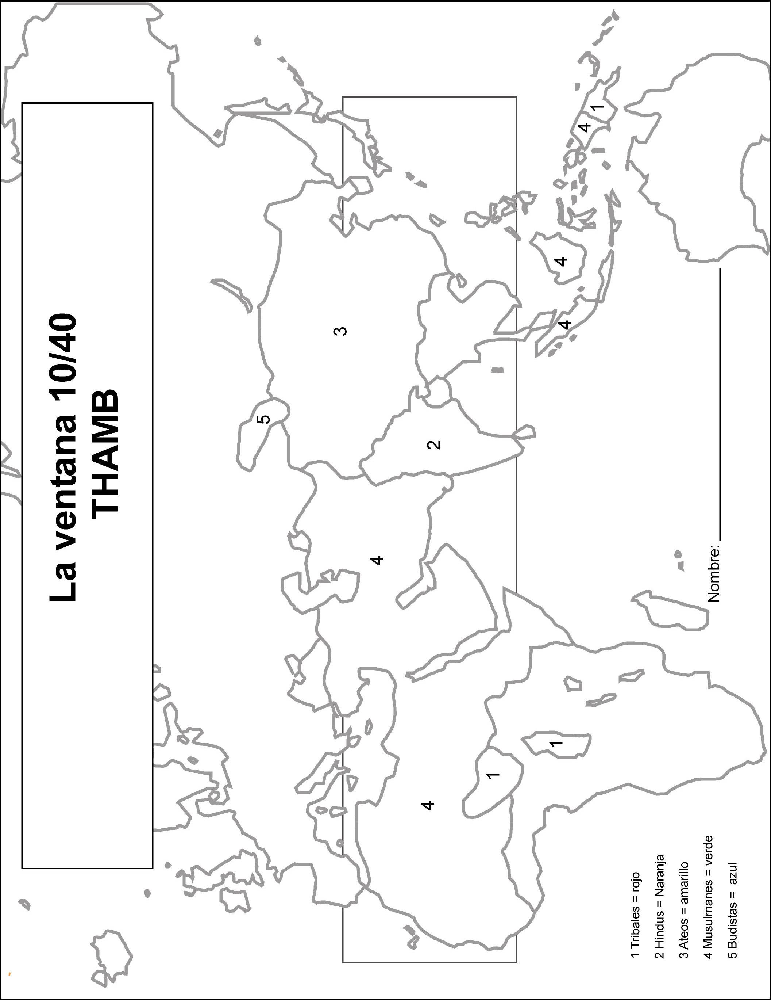 La ventana 10/40
THAMB
5
3
4
2
4
1
1
4
4
4
1
1 Tribales = rojo
2 Hindus = Naranja
3 Ateos = amarillo
4 Musulmanes = verde
5 Budistas = azul
Nombre: